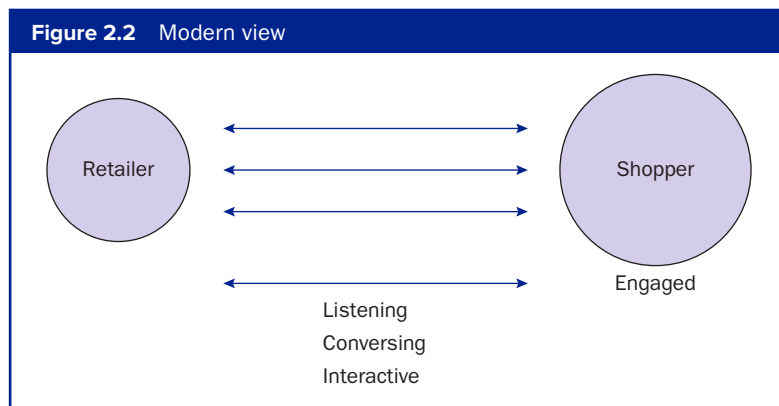 Figure 2.2 Modern view
Retailer
Shopper
Engaged
Listening
Conversing
Interactive